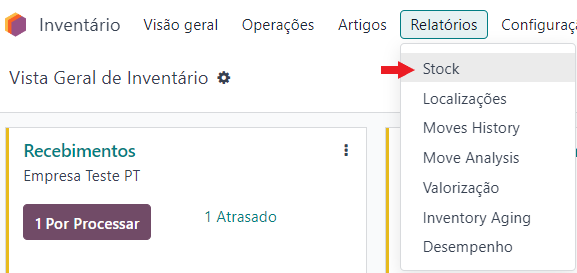 Inventário Visão geral Operações Artigos Relatórios Configuraça
Vista Geral de Inventário
Stock
Localizações
Moves History
Move Analysis
Valorização
Inventory Aging
Desempenho
Recebimentos
Empresa Teste PT
1 Por Processar 1 Atrasado